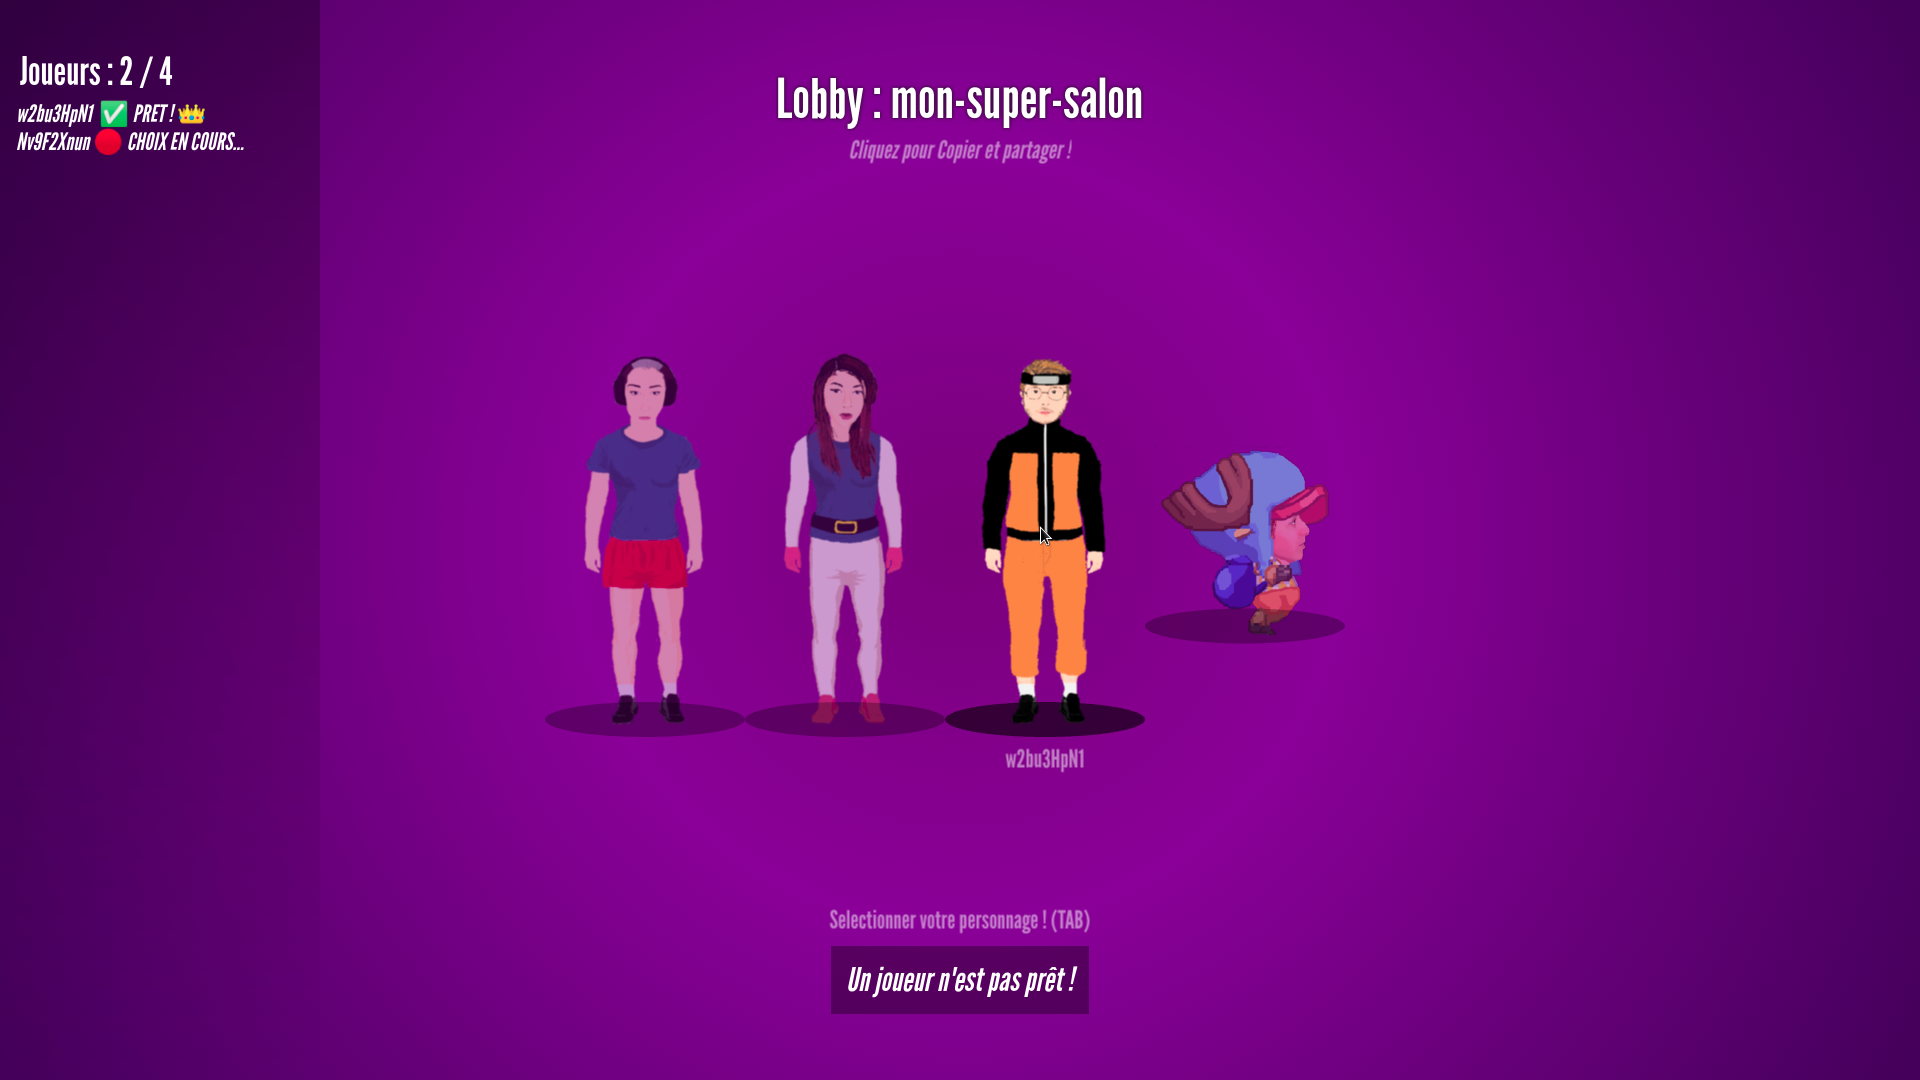 Joueurs : 2 / 4
w2bu3HpN1 ✅ PRET ! 👑
Nv9F2Xnun 🔴 CHOIX EN COURS...
Lobby : mon-super-salon
Cliquez pour Copier et partager !
w2bu3HpN1
Selectionner votre personnage ! (TAB)
Un joueur n'est pas prêt !